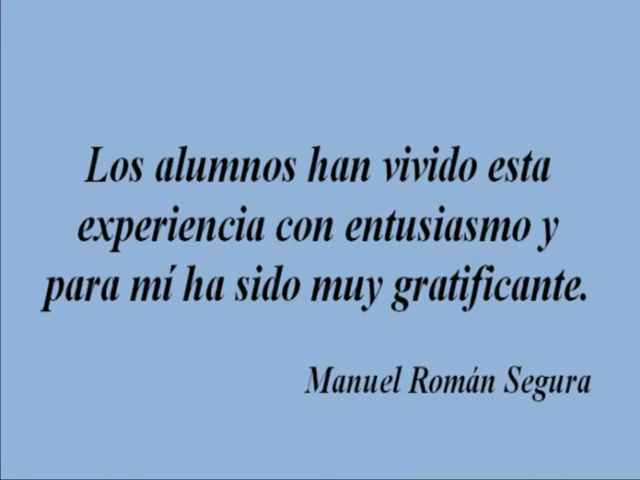 Los alumnos han vivido esta
experiencia con entusiasmo y
para mí ha sido muy gratificante.
Manuel Román Segura